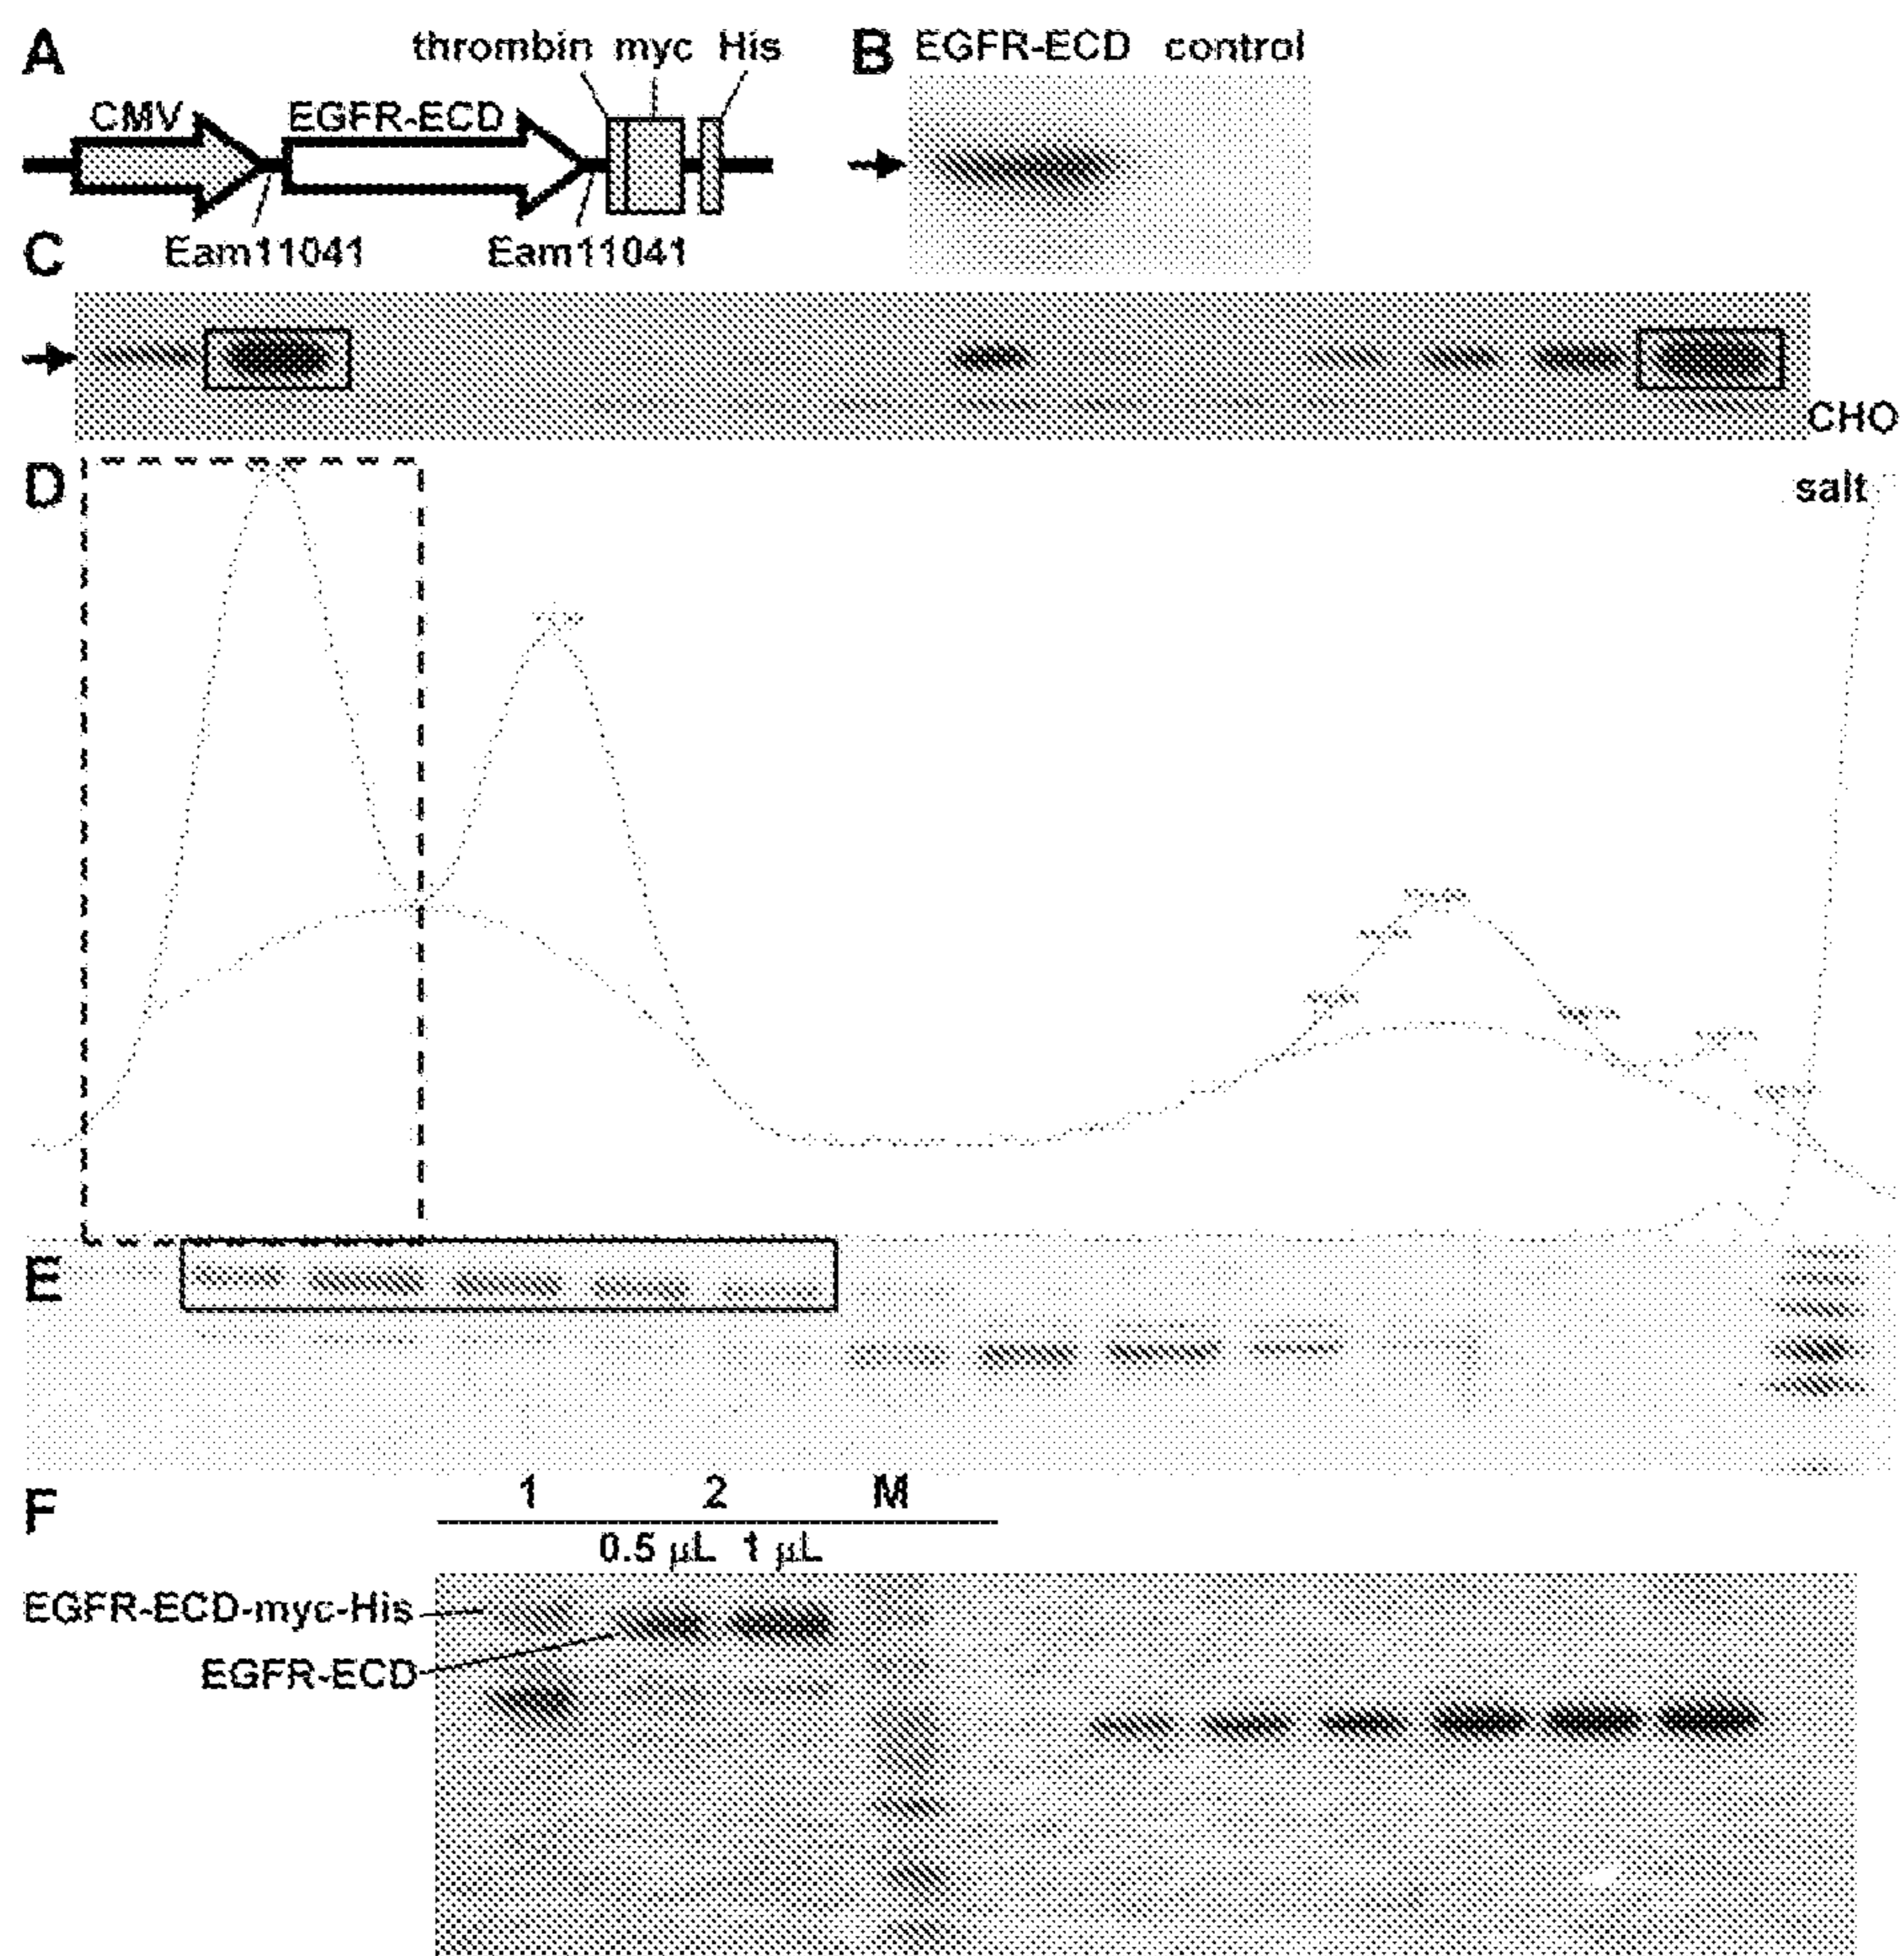 A
thrombin myc His
CMV EGFR-ECD
Eam11041 Eam11041
B
EGFR-ECD control
C
CHO
D
salt
E
F
1 2 M
0.5 µL 1 µL
EGFR-ECD-myc-His
EGFR-ECD